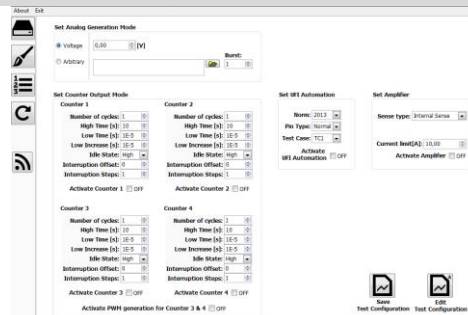 About Exit
Set Analog Generation Mode
Voltage 0,00 [V]
Burst:
Arbitrary 1
Set Counter Output Mode
Counter 1
Number of cycles: 1
High Time [s]: 10
Low Time [s]: 1E-5
Low Increase [s]: 1E-5
Idle State: High
Interruption Offset: 0
Interruption Steps: 1
Activate Counter 1 OFF
Counter 2
Number of cycles: 1
High Time [s]: 10
Low Time [s]: 1E-5
Low Increase [s]: 1E-5
Idle State: High
Interruption Offset: 0
Interruption Steps: 1
Activate Counter 2 OFF
Counter 3
Number of cycles: 1
High Time [s]: 10
Low Time [s]: 1E-5
Low Increase [s]: 1E-5
Idle State: High
Interruption Offset: 0
Interruption Steps: 1
Activate Counter 3 OFF
Counter 4
Number of cycles: 1
High Time [s]: 10
Low Time [s]: 1E-5
Low Increase [s]: 1E-5
Idle State: High
Interruption Offset: 0
Interruption Steps: 1
Activate Counter 4 OFF
Activate PWM generation for Counter 3 & 4 OFF
Set UFI Automation
Norm: 2013
Pin Type: Normal
Test Case: TC1
Activate
UFI Automation OFF
Set Amplifier
Sense type: Internal Sense
Current limit[A]: 10,00
Activate Amplifier OFF
Save
Test Configuration
Edit
Test Configuration